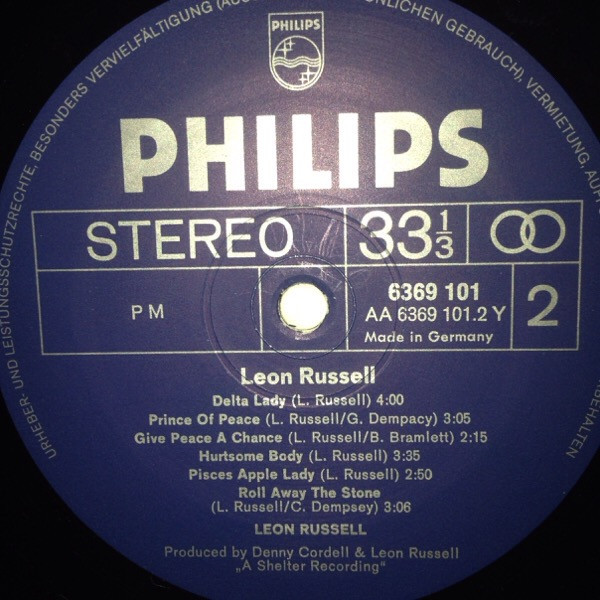 URHEBER- UND LEISTUNGSSCHUTZRECHTE, BESONDERS VERVIELFÄLTIGUNG
GEBRAUCH), VERMIETUNG,
PHILIPS
PHILIPS
STEREO
33 1/3
PM
6369 101
AA 6369 101.2 Y
Made in Germany
2
Leon Russell
Delta Lady (L. Russell) 4:00
Prince Of Peace (L. Russell/G. Dempacy) 3:05
Give Peace A Chance (L. Russell/B. Bramlett) 2:15
Hurtsome Body (L. Russell) 3:35
Pisces Apple Lady (L. Russell) 2:50
Roll Away The Stone
(L. Russell/C. Dempsey) 3:06
LEON RUSSELL
Produced by Denny Cordell & Leon Russell
„A Shelter Recording“